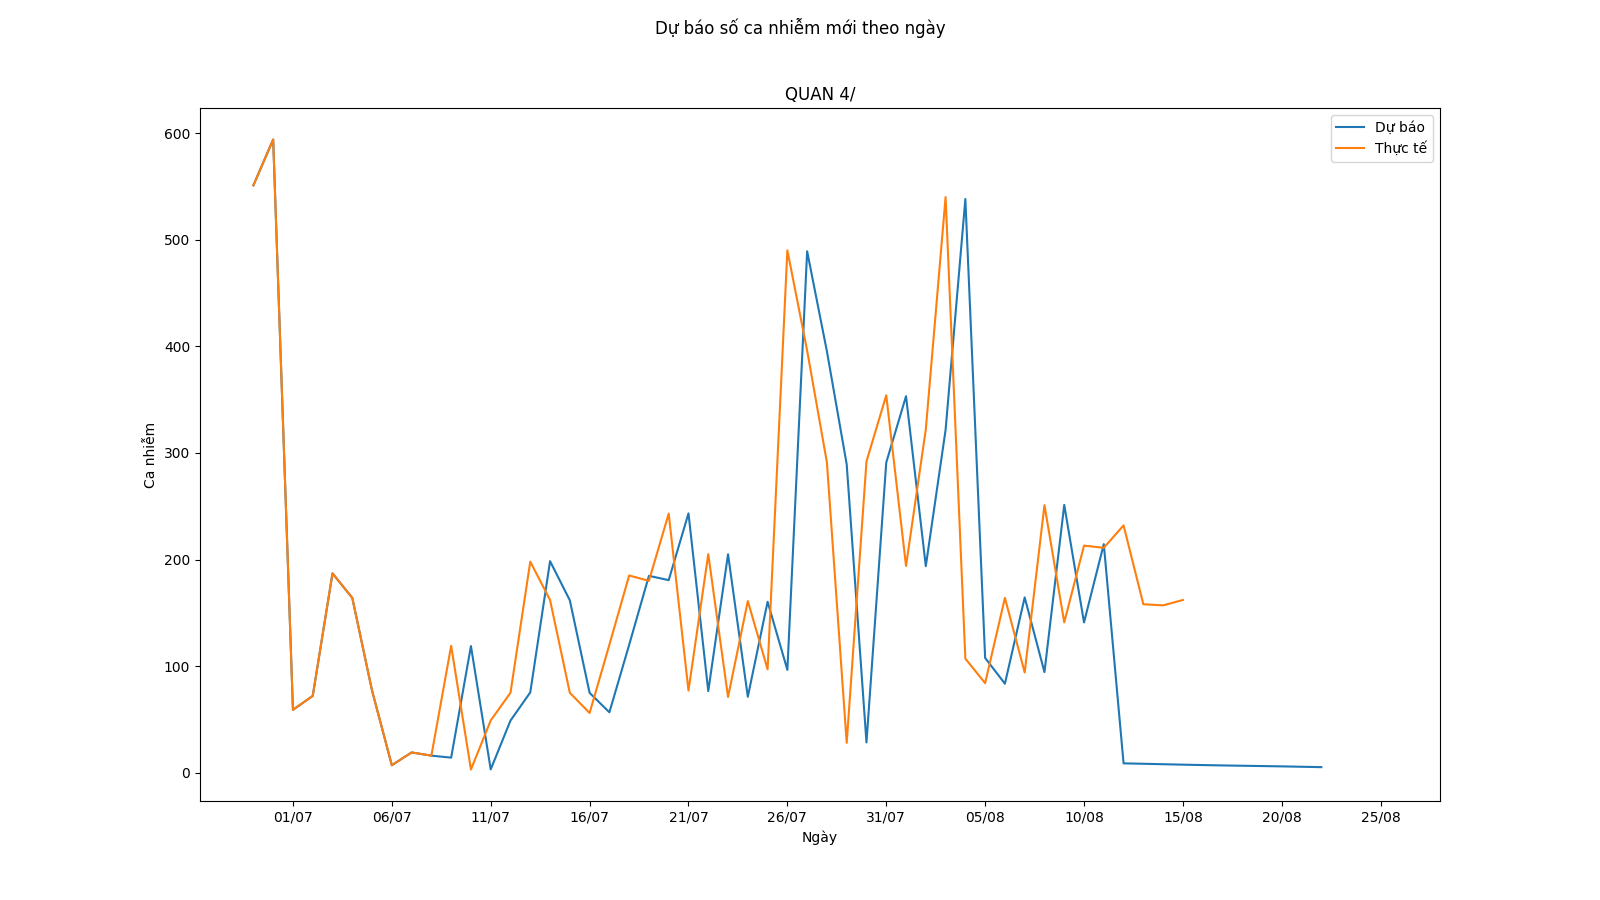 Dự báo số ca nhiễm mới theo ngày
QUAN 4/
Dự báo
Thực tế
600
500
400
300
200
100
0
Ca nhiễm
01/07 06/07 11/07 16/07 21/07 26/07 31/07 05/08 10/08 15/08 20/08 25/08
Ngày